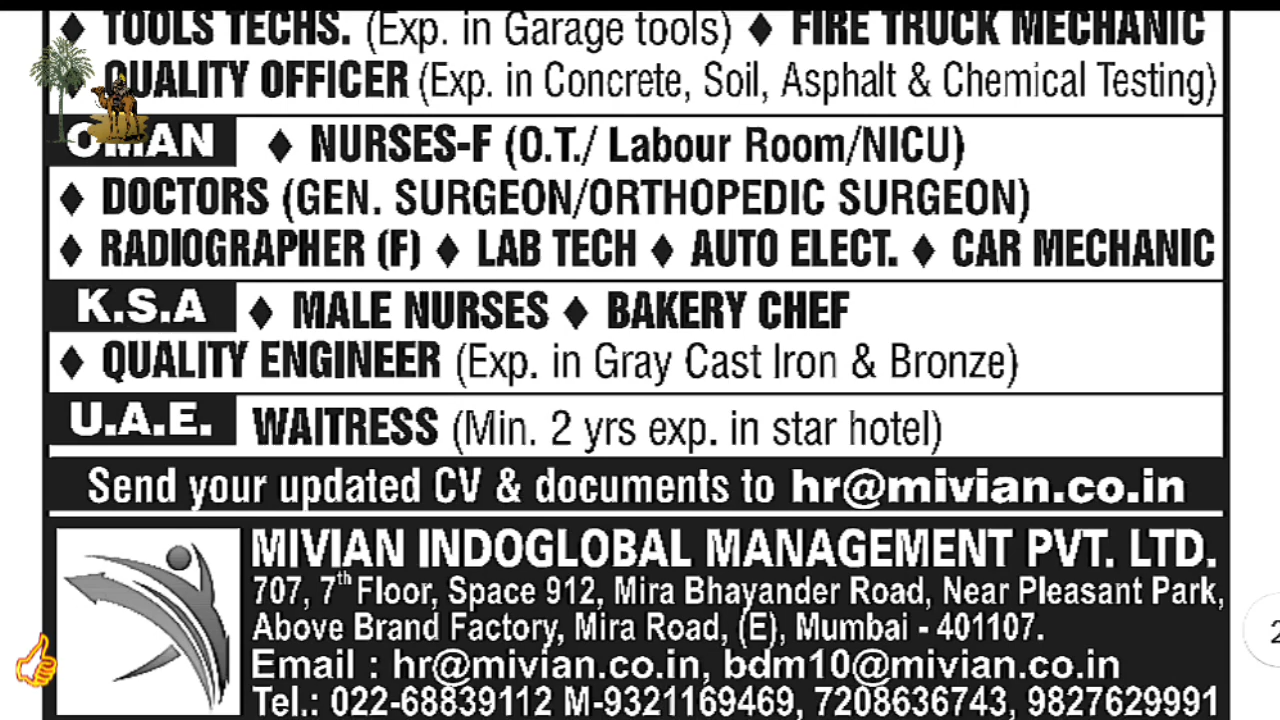 ♦ TOOLS TECHS. (Exp. in Garage tools) ♦ FIRE TRUCK MECHANIC
♦ QUALITY OFFICER (Exp. in Concrete, Soil, Asphalt & Chemical Testing)
OMAN ♦ NURSES-F (O.T./ Labour Room/NICU)
♦ DOCTORS (GEN. SURGEON/ORTHOPEDIC SURGEON)
♦ RADIOGRAPHER (F) ♦ LAB TECH ♦ AUTO ELECT. ♦ CAR MECHANIC
K.S.A ♦ MALE NURSES ♦ BAKERY CHEF
♦ QUALITY ENGINEER (Exp. in Gray Cast Iron & Bronze)
U.A.E. WAITRESS (Min. 2 yrs exp. in star hotel)
Send your updated CV & documents to hr@mivian.co.in
MIVIAN INDOGLOBAL MANAGEMENT PVT. LTD.
707, 7th Floor, Space 912, Mira Bhayander Road, Near Pleasant Park,
Above Brand Factory, Mira Road, (E), Mumbai - 401107.
Email : hr@mivian.co.in, bdm10@mivian.co.in
Tel.: 022-68839112 M-9321169469, 7208636743, 9827629991